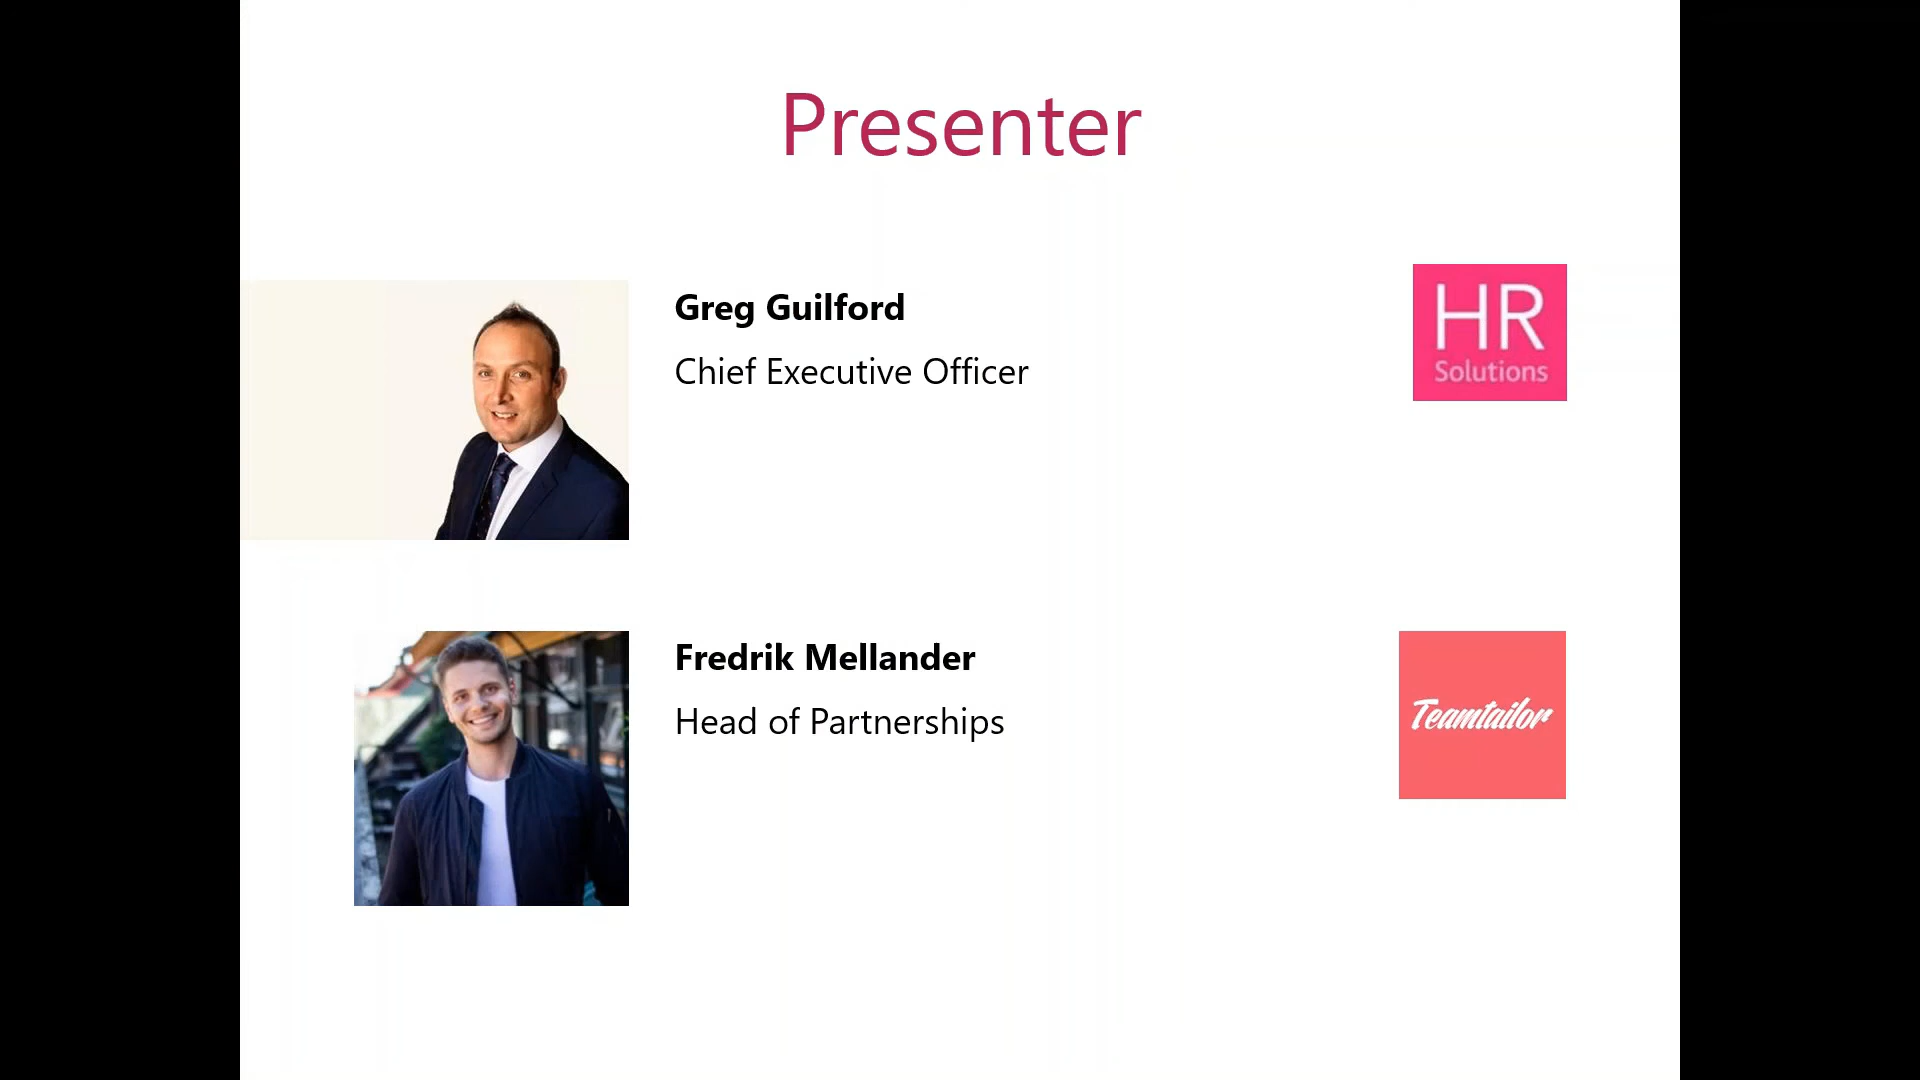 Presenter
Greg Guilford
Chief Executive Officer
HR
Solutions
Fredrik Mellander
Head of Partnerships
Teamtailor